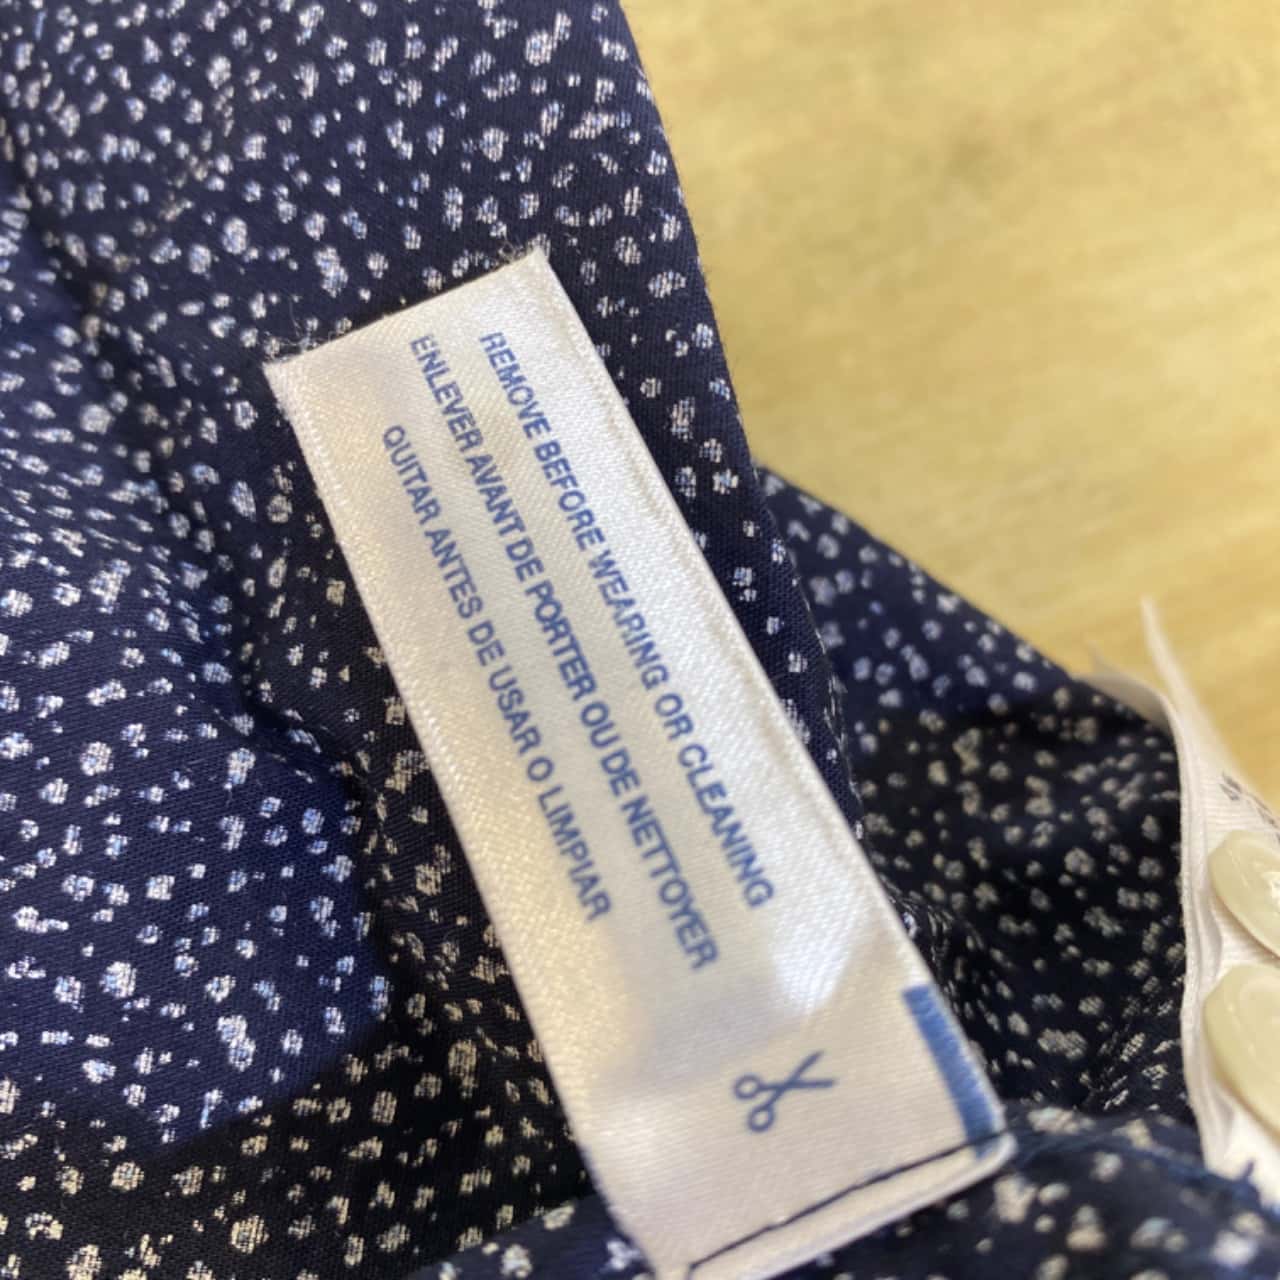 REMOVE BEFORE WEARING OR CLEANING
ENLEVER AVANT DE PORTER OU DE NETTOYER
QUITAR ANTES DE USAR O LIMPIAR